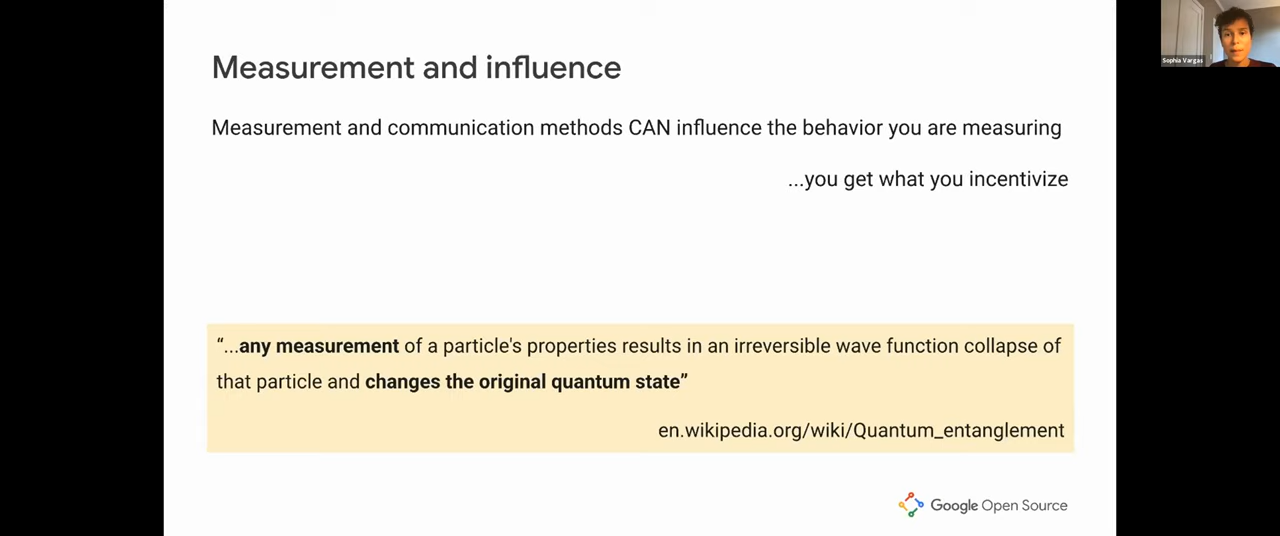 Measurement and influence
Sophia Vargas
Measurement and communication methods CAN influence the behavior you are measuring
...you get what you incentivize
“...any measurement of a particle's properties results in an irreversible wave function collapse of
that particle and changes the original quantum state”
en.wikipedia.org/wiki/Quantum_entanglement
Google Open Source